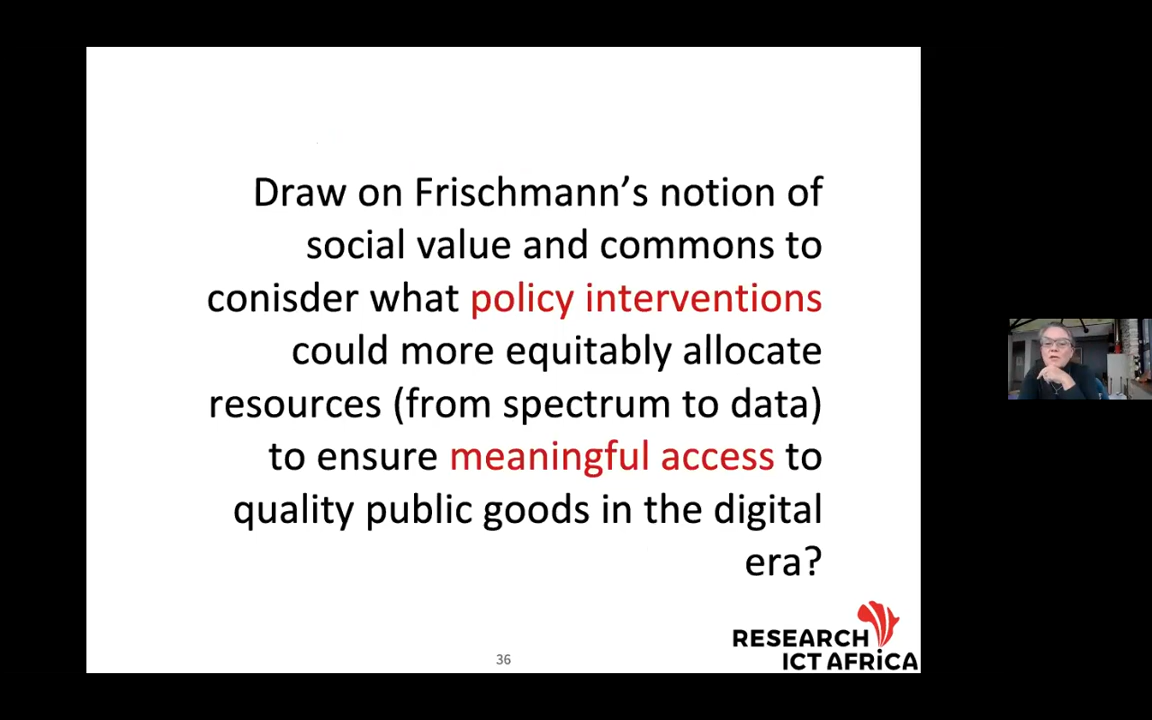 Draw on Frischmann’s notion of
social value and commons to
conisder what policy interventions
could more equitably allocate
resources (from spectrum to data)
to ensure meaningful access to
quality public goods in the digital
era?
36
RESEARCH
ICT AFRICA